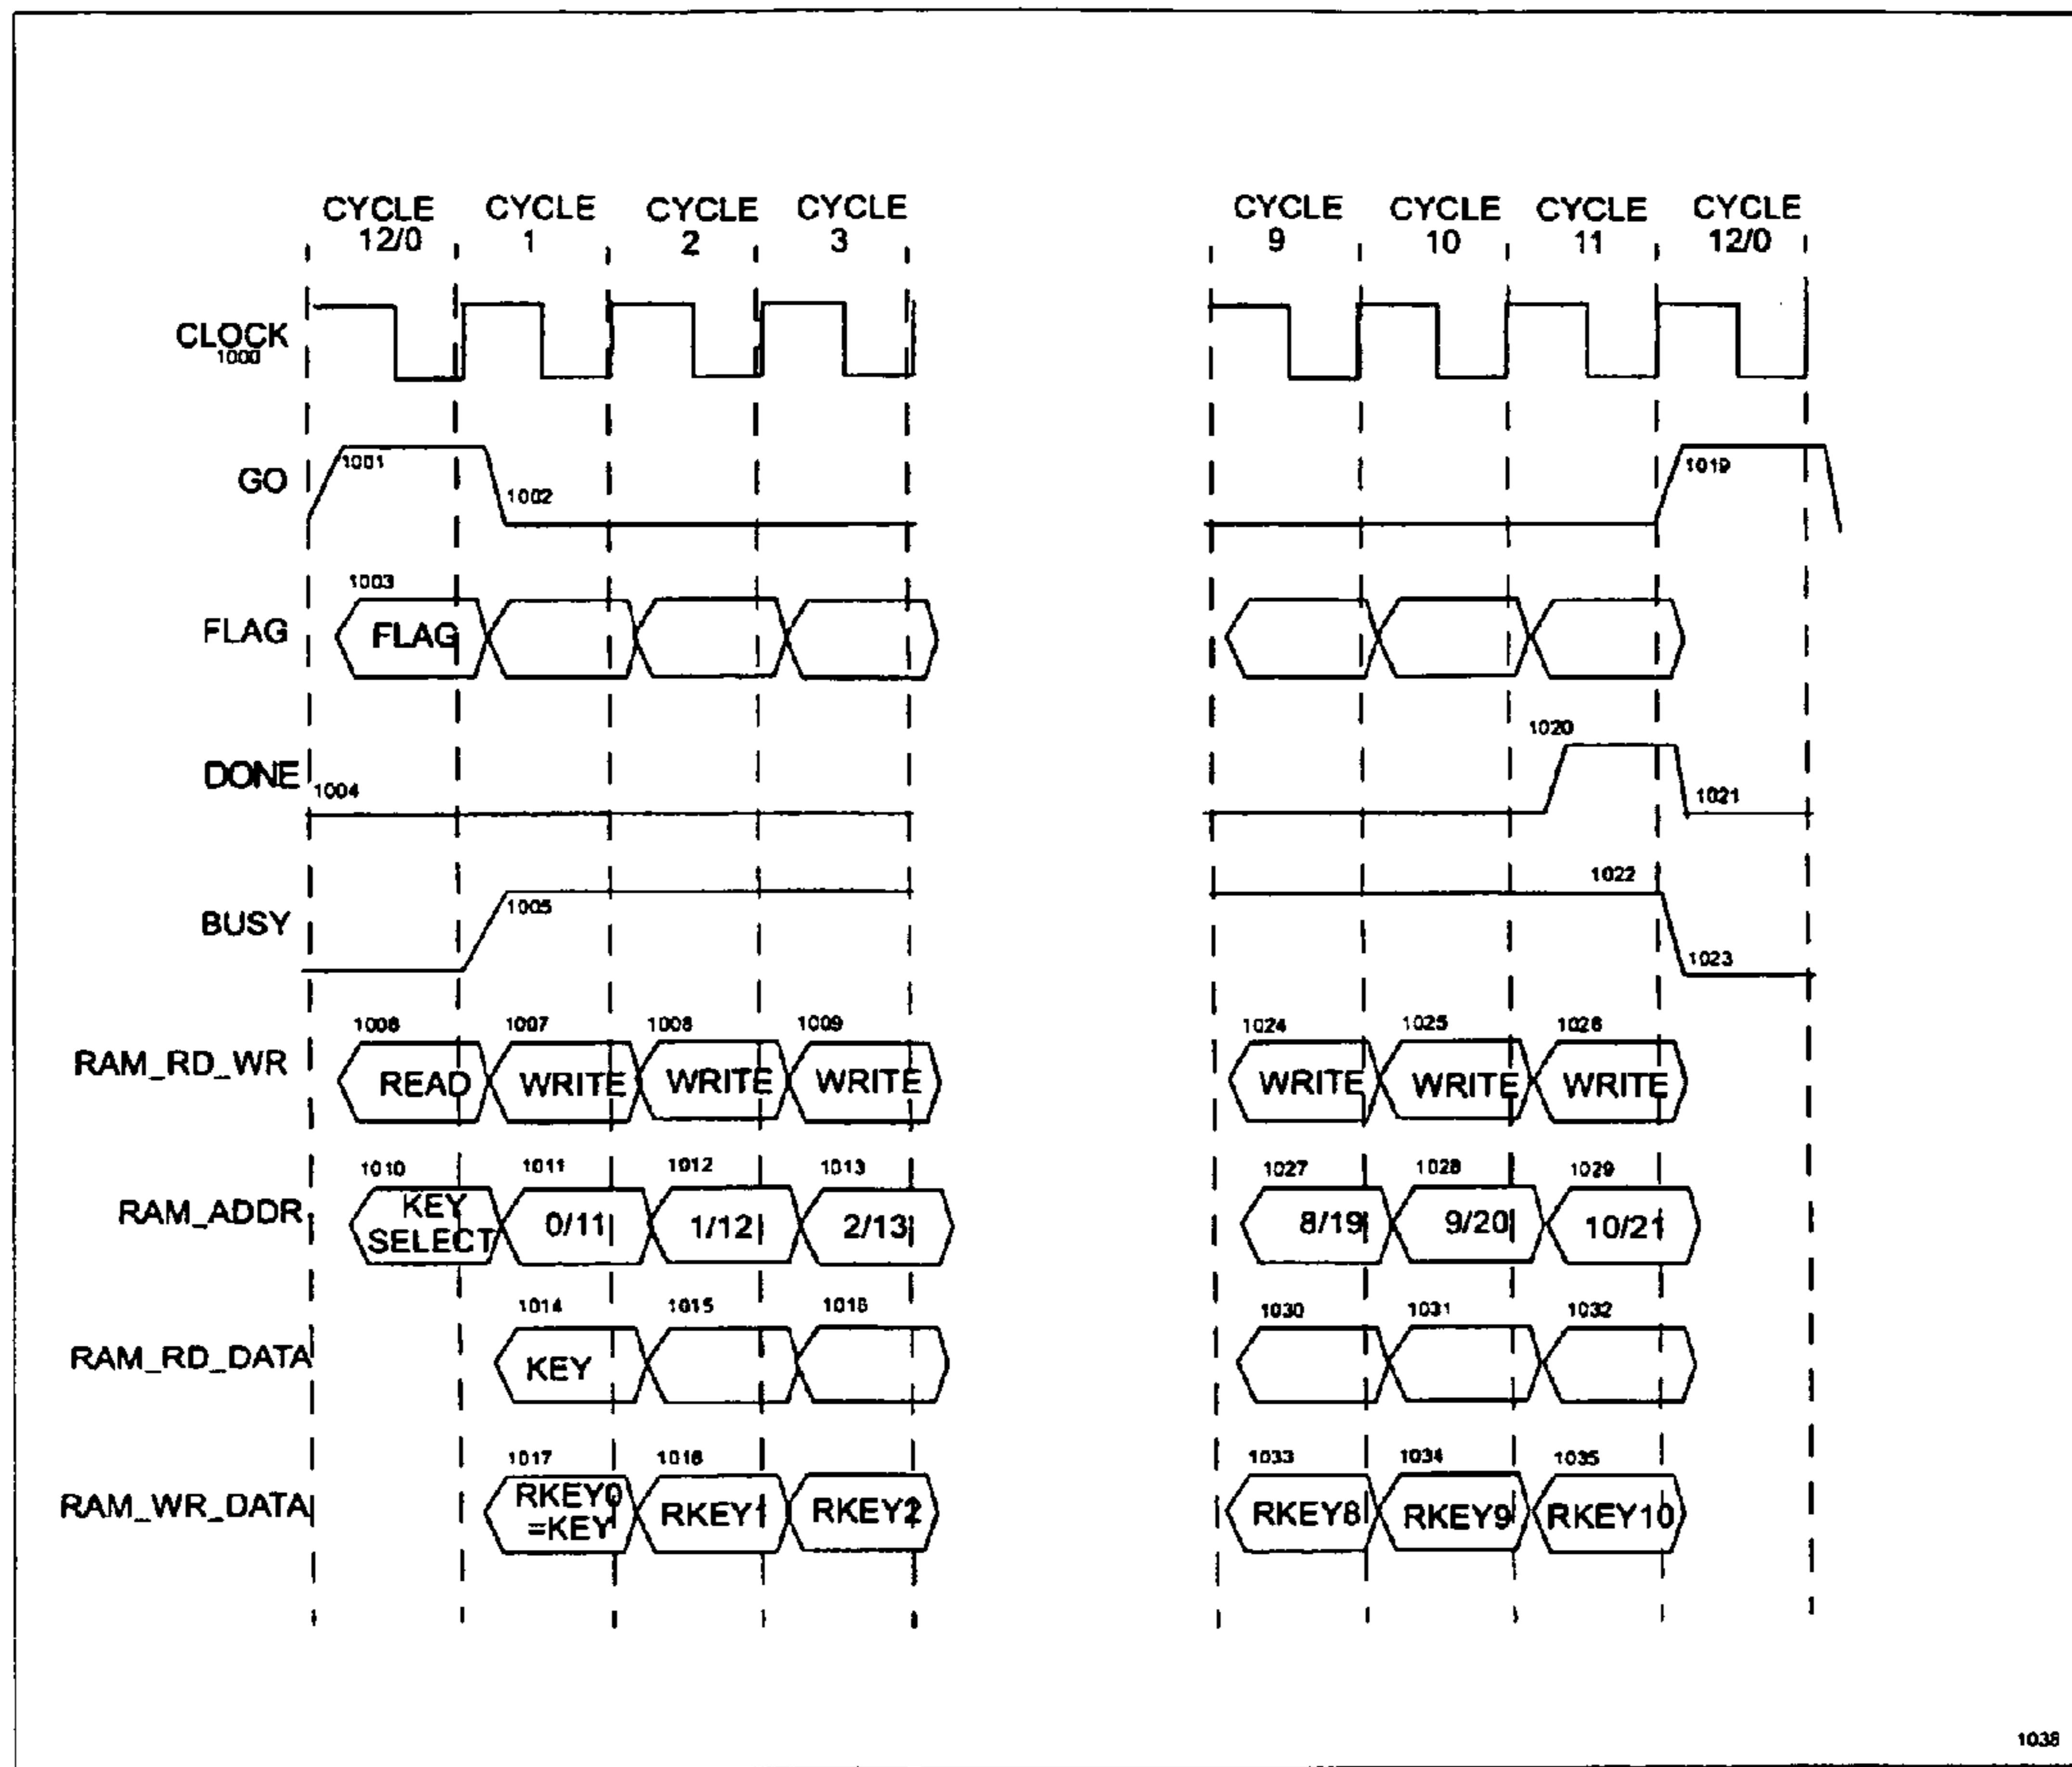 CYCLE CYCLE CYCLE CYCLE CYCLE CYCLE CYCLE CYCLE
12/0 1 2 3 9 10 11 12/0
CLOCK
1000
GO 1001 1002 1019
1003
FLAG FLAG
1020
DONE 1004 1021
1022
BUSY 1005
1023
1006 1007 1008 1009 1024 1025 1026
RAM_RD_WR READ WRITE WRITE WRITE WRITE WRITE WRITE
1010 1011 1012 1013 1027 1028 1029
RAM_ADDR KEY SELECT 0/11 1/12 2/13 8/19 9/20 10/21
1014 1015 1016 1030 1031 1032
RAM_RD_DATA KEY
1017 1016 1033 1034 1035
RAM_WR_DATA RKEY0 =KEY RKEY1 RKEY2 RKEY8 RKEY9 RKEY10
1038